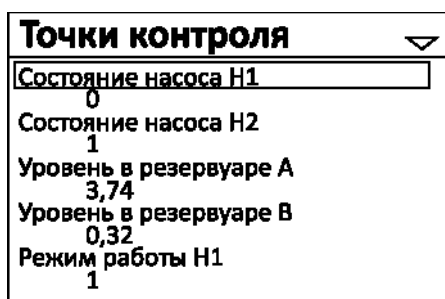 Точки контроля
Состояние насоса Н1
0
Состояние насоса Н2
1
Уровень в резервуаре А
3,74
Уровень в резервуаре В
0,32
Режим работы Н1
1